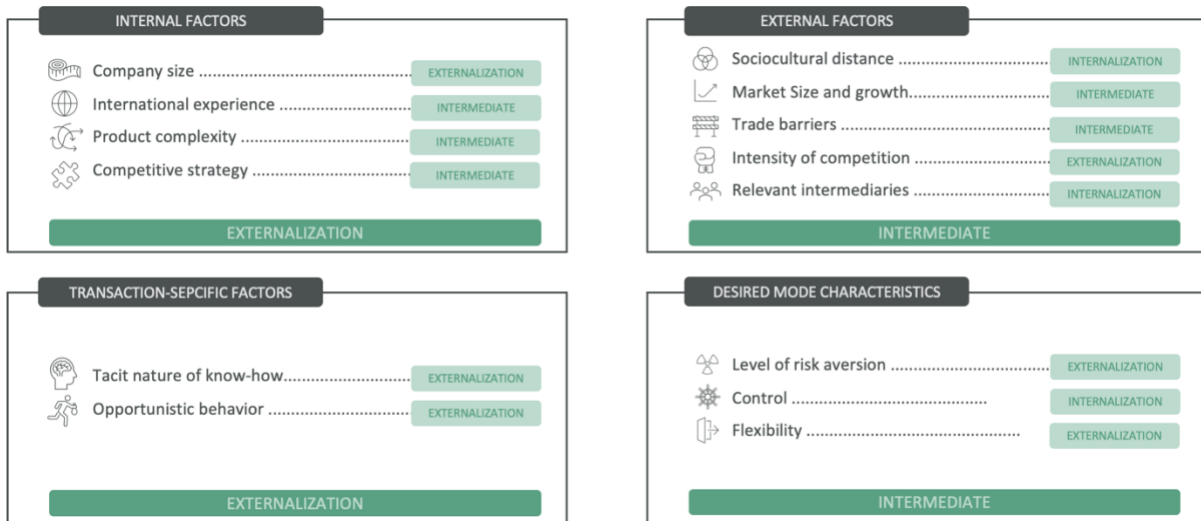 INTERNAL FACTORS
Company size ............................................ EXTERNALIZATION
International experience .......................... INTERMEDIATE
Product complexity .................................. INTERMEDIATE
Competitive strategy ................................ INTERMEDIATE
EXTERNALIZATION
EXTERNAL FACTORS
Sociocultural distance ................................ INTERNALIZATION
Market Size and growth............................. INTERMEDIATE
Trade barriers ........................................... INTERMEDIATE
Intensity of competition ............................ EXTERNALIZATION
Relevant intermediaries ............................. INTERNALIZATION
INTERMEDIATE
TRANSACTION-SEPCIFIC FACTORS
Tacit nature of know-how.......................... EXTERNALIZATION
Opportunistic behavior ............................. EXTERNALIZATION
EXTERNALIZATION
DESIRED MODE CHARACTERISTICS
Level of risk aversion ................................ EXTERNALIZATION
Control ....................................... INTERNALIZATION
Flexibility ........................................... EXTERNALIZATION
INTERMEDIATE